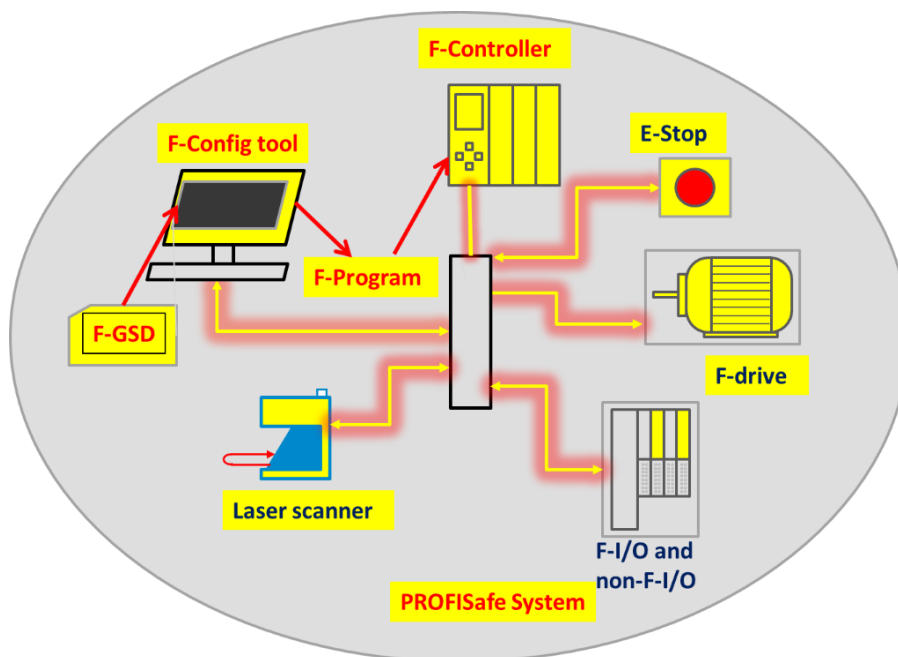 F-Controller
E-Stop
F-Config tool
F-Program
F-GSD
F-drive
Laser scanner
F-I/O and
non-F-I/O
PROFISafe System